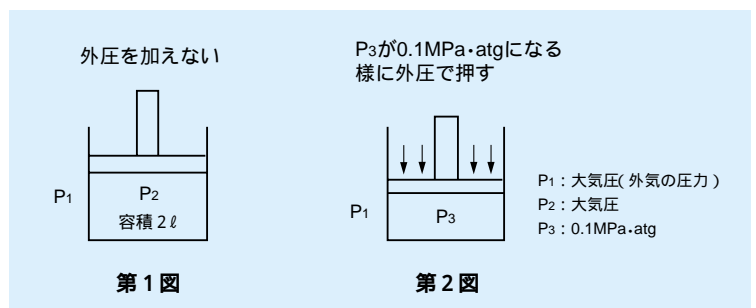 外圧を加えない
P1
P2
容積2ℓ
第1図
P3が0.1MPa・atgになる
様に外圧で押す
P1
P3
P1：大気圧（外気の圧力）
P2：大気圧
P3：0.1MPa・atg
第2図